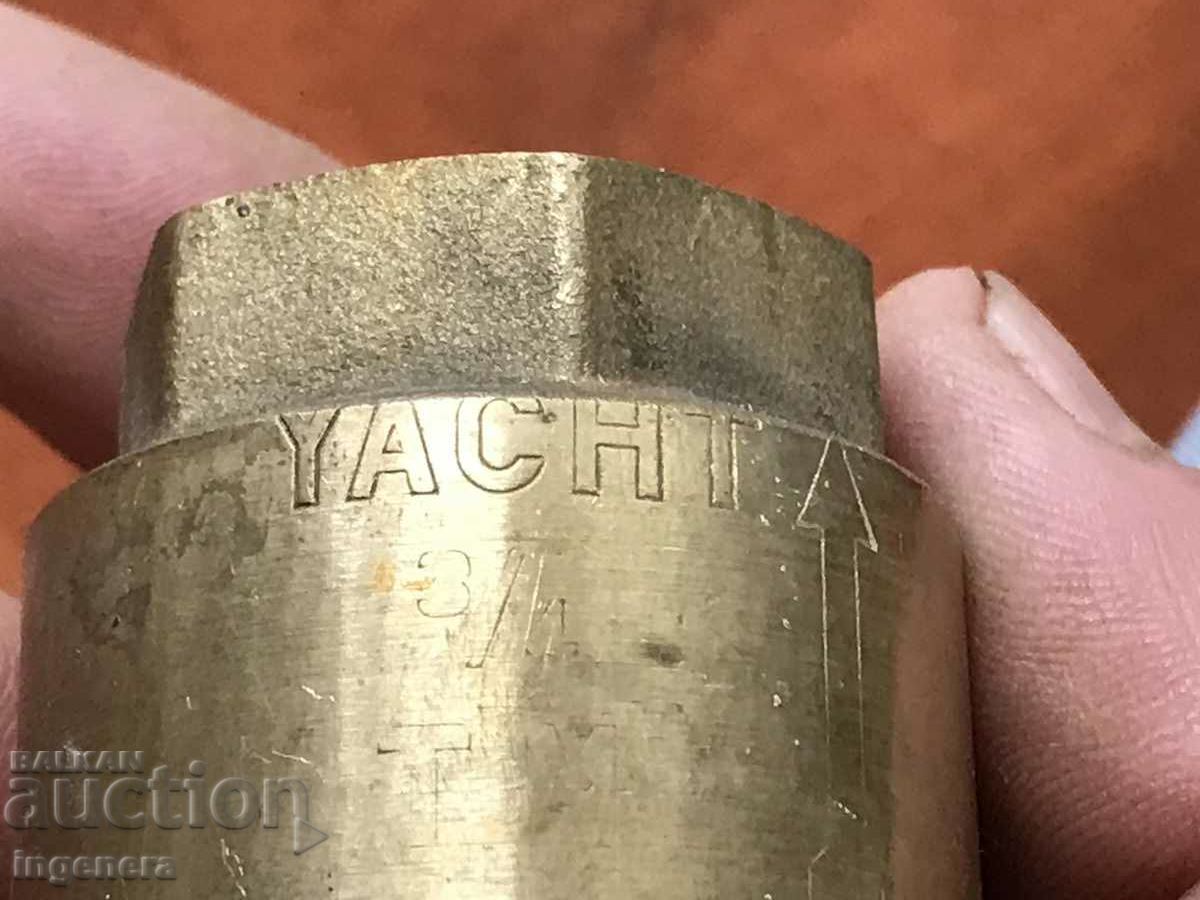 YACHT
3/4
BALKAN
auction
ingenera